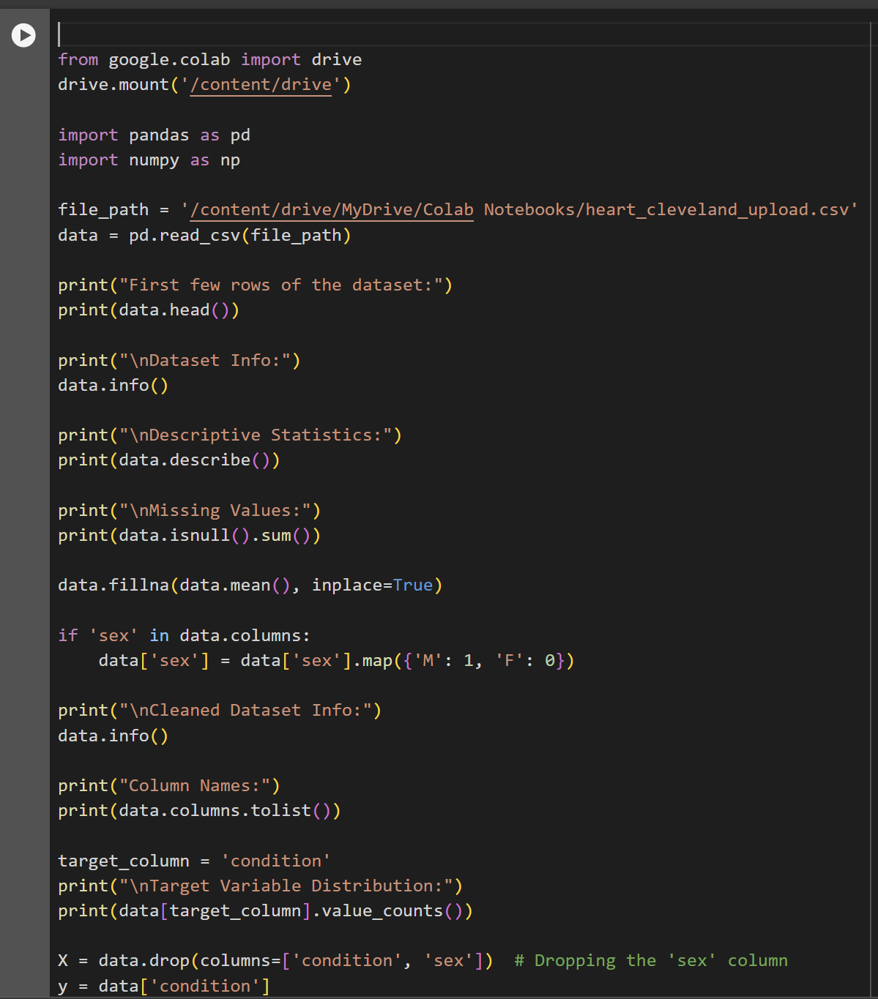 from google.colab import drive
drive.mount('/content/drive')
import pandas as pd
import numpy as np
file_path = '/content/drive/MyDrive/Colab Notebooks/heart_cleveland_upload.csv'
data = pd.read_csv(file_path)
print("First few rows of the dataset:")
print(data.head())
print("\nDataset Info:")
data.info()
print("\nDescriptive Statistics:")
print(data.describe())
print("\nMissing Values:")
print(data.isnull().sum())
data.fillna(data.mean(), inplace=True)
if 'sex' in data.columns:
    data['sex'] = data['sex'].map({'M': 1, 'F': 0})
print("\nCleaned Dataset Info:")
data.info()
print("Column Names:")
print(data.columns.tolist())
target_column = 'condition'
print("\nTarget Variable Distribution:")
print(data[target_column].value_counts())
X = data.drop(columns=['condition', 'sex'])  # Dropping the 'sex' column
y = data['condition']